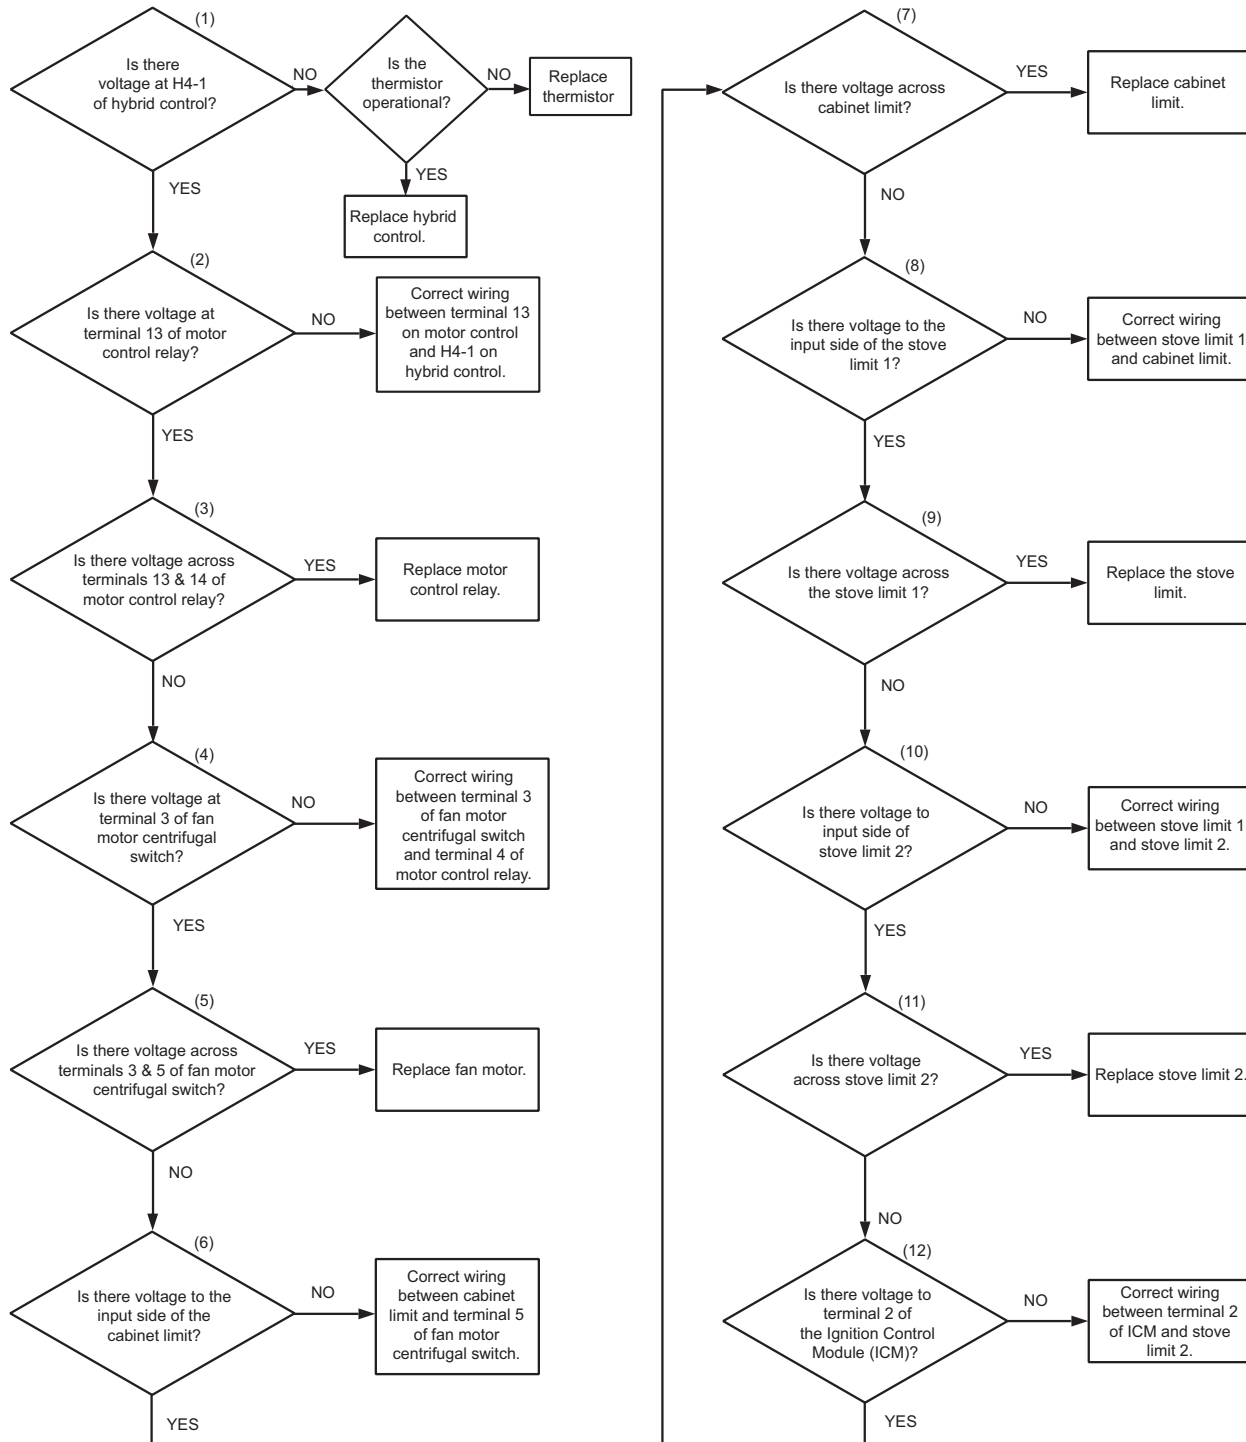 (1)
Is there
voltage at H4-1
of hybrid control?
NO
Is the
thermistor
operational?
NO
Replace
thermistor
YES
Replace hybrid
control.
YES
(2)
Is there voltage at
terminal 13 of motor
control relay?
NO
Correct wiring
between terminal 13
on motor control
and H4-1 on
hybrid control.
YES
(3)
Is there voltage across
terminals 13 & 14 of
motor control relay?
YES
Replace motor
control relay.
NO
(4)
Is there voltage at
terminal 3 of fan
motor centrifugal
switch?
NO
Correct wiring
between terminal 3
of fan motor
centrifugal switch
and terminal 4 of
motor control relay.
YES
(5)
Is there voltage across
terminals 3 & 5 of fan motor
centrifugal switch?
YES
Replace fan motor.
NO
(6)
Is there voltage to the
input side of the
cabinet limit?
NO
Correct wiring
between cabinet
limit and terminal 5
of fan motor
centrifugal switch.
YES
(7)
Is there voltage across
cabinet limit?
YES
Replace cabinet
limit.
NO
(8)
Is there voltage to the
input side of the stove
limit 1?
NO
Correct wiring
between stove limit 1
and cabinet limit.
YES
(9)
Is there voltage across
the stove limit 1?
YES
Replace the stove
limit.
NO
(10)
Is there voltage to
input side of
stove limit 2?
NO
Correct wiring
between stove limit 1
and stove limit 2.
YES
(11)
Is there voltage
across stove limit 2?
YES
Replace stove limit 2.
NO
(12)
Is there voltage to
terminal 2 of
the Ignition Control
Module (ICM)?
NO
Correct wiring
between terminal 2
of ICM and stove
limit 2.
YES